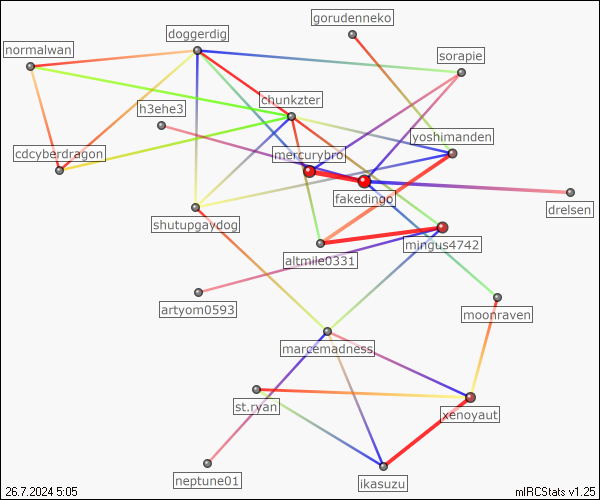 gorudenneko
doggerdig
normalwan
sorapie
chunkzter
h3ehe3
yoshimanden
cdcyberdragon
mercurybro
fakedingo
drelsen
shutupgaydog
mingus4742
altmile0331
artyom0593
moonraven
marcemadness
st.ryan
xenoyaut
neptune01
ikasuzu
26.7.2024 5:05
mIRCStats v1.25